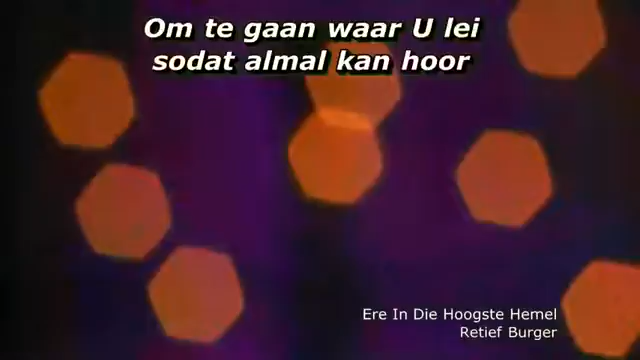 Om te gaan waar U lei
sodat almal kan hoor
Ere In Die Hoogste Hemel
Retief Burger